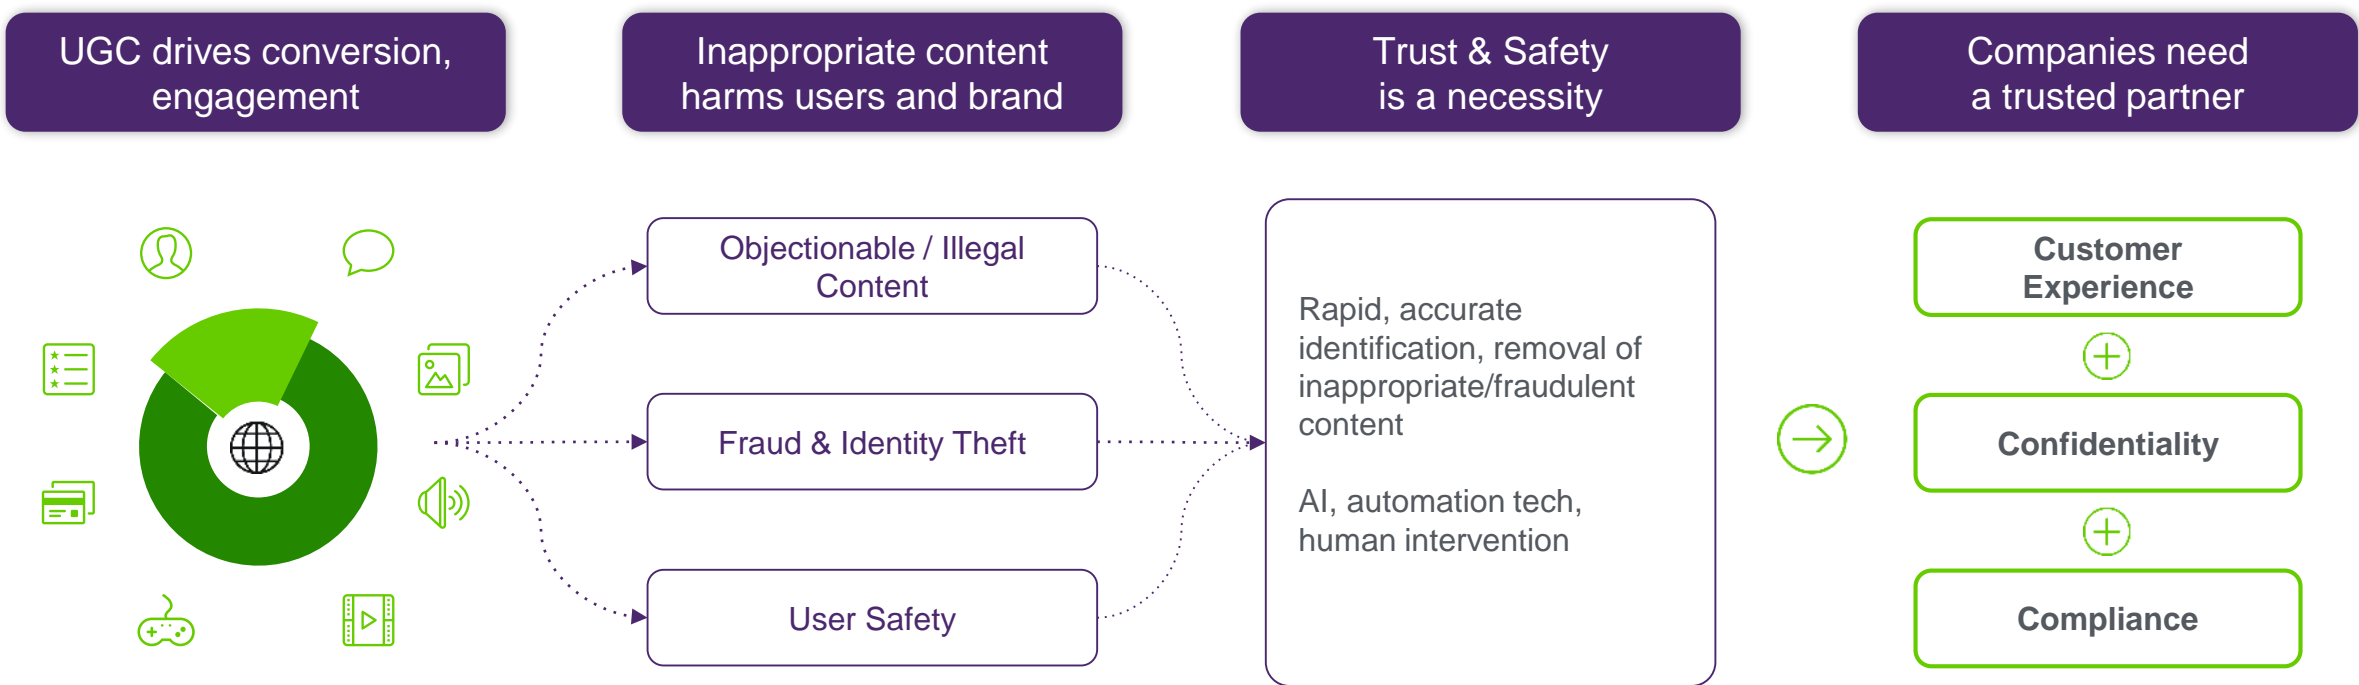 UGC drives conversion,
engagement
Inappropriate content
harms users and brand
Trust & Safety
is a necessity
Companies need
a trusted partner
Objectionable / Illegal
Content
Fraud & Identity Theft
User Safety
Rapid, accurate
identification, removal of
inappropriate/fraudulent
content
AI, automation tech,
human intervention
Customer
Experience
Confidentiality
Compliance